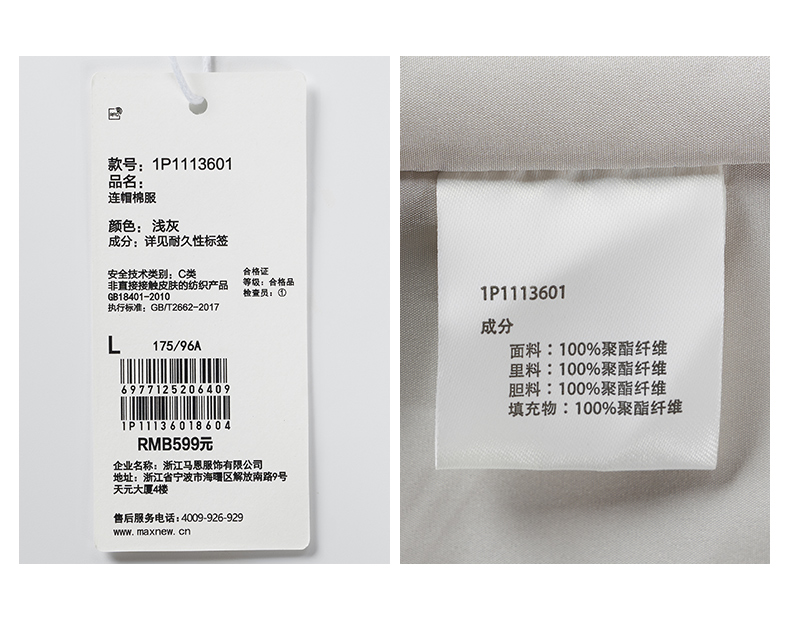 款号：1P1113601
品名：
连帽棉服
颜色：浅灰
成分：详见耐久性标签
安全技术类别：C类
非直接接触皮肤的纺织产品
GB18401-2010
执行标准：GB/T2662-2017
合格证
等级：合格品
检查员：①
L 175/96A
6977125206409
1P11136018604
RMB599元
企业名称：浙江马恩服饰有限公司
地址：浙江省宁波市海曙区解放南路9号
天元大厦4楼
售后服务电话：4009-926-929
www.maxnew.cn
1P1113601
成分
面料：100%聚酯纤维
里料：100%聚酯纤维
胆料：100%聚酯纤维
填充物：100%聚酯纤维